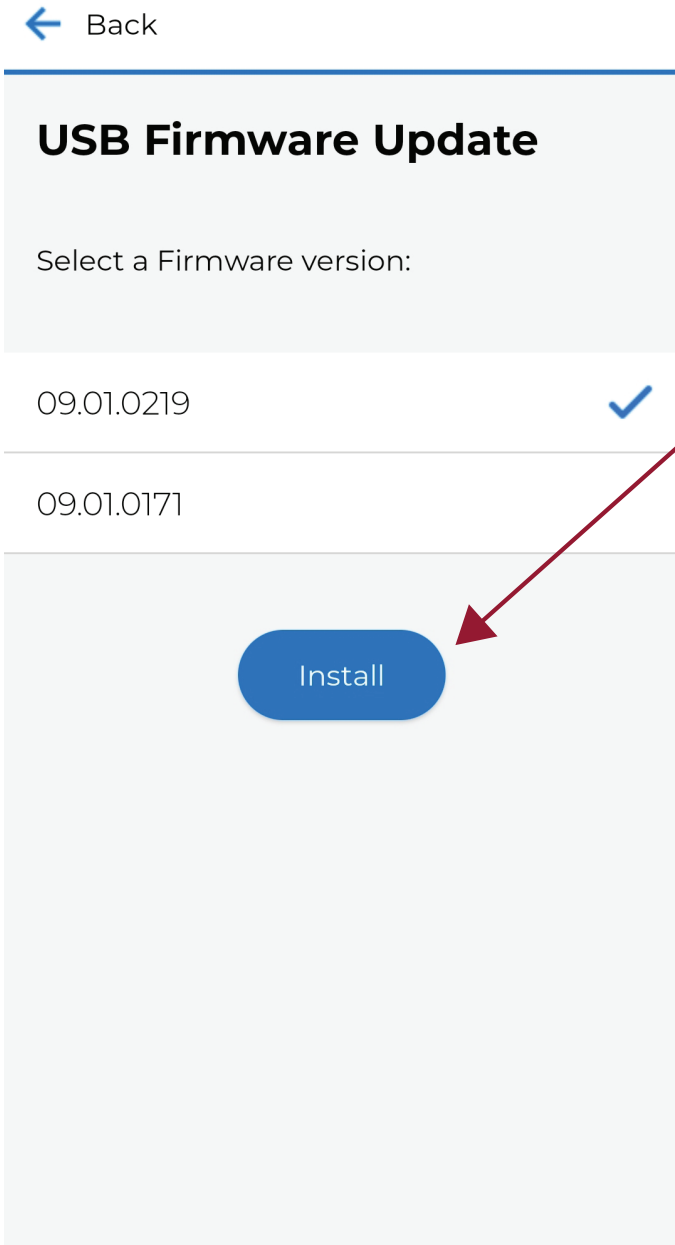 Back
USB Firmware Update
Select a Firmware version:
09.01.0219
09.01.0171
Install